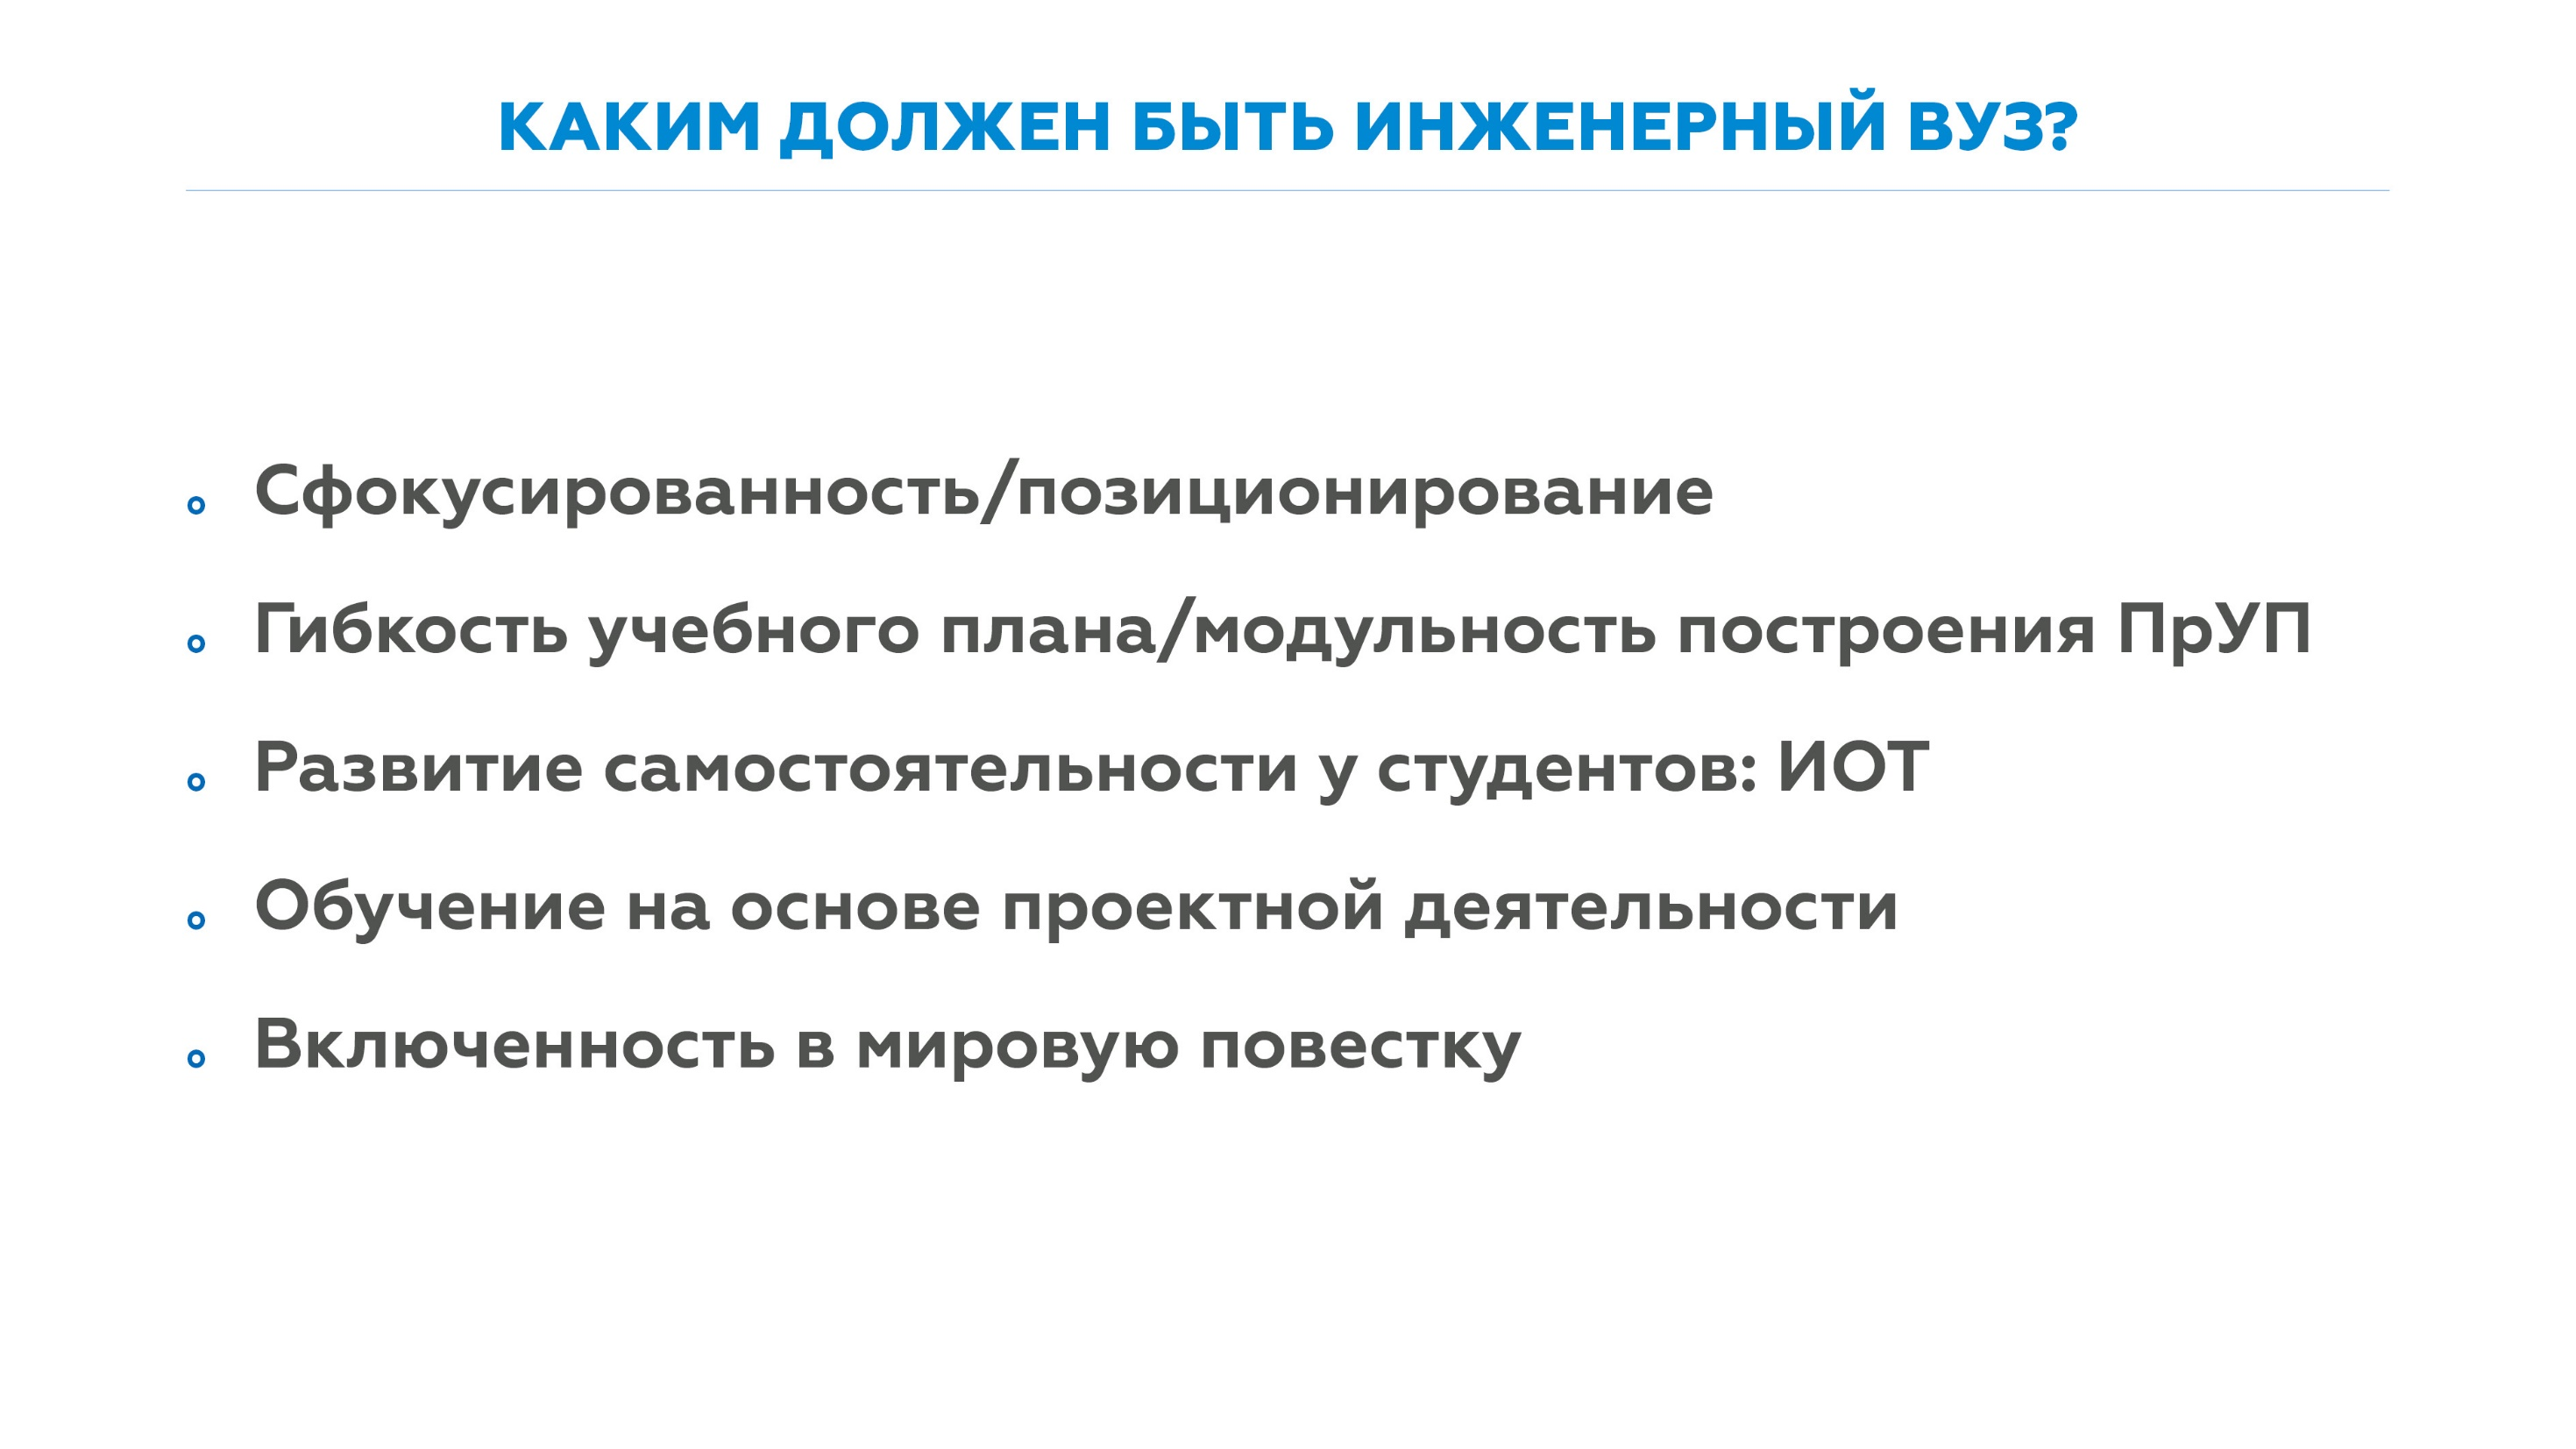 КАКИМ ДОЛЖЕН БЫТЬ ИНЖЕНЕРНЫЙ ВУЗ?
Сфокусированность/позиционирование
Гибкость учебного плана/модульность построения ПрУП
Развитие самостоятельности у студентов: ИОТ
Обучение на основе проектной деятельности
Включенность в мировую повестку